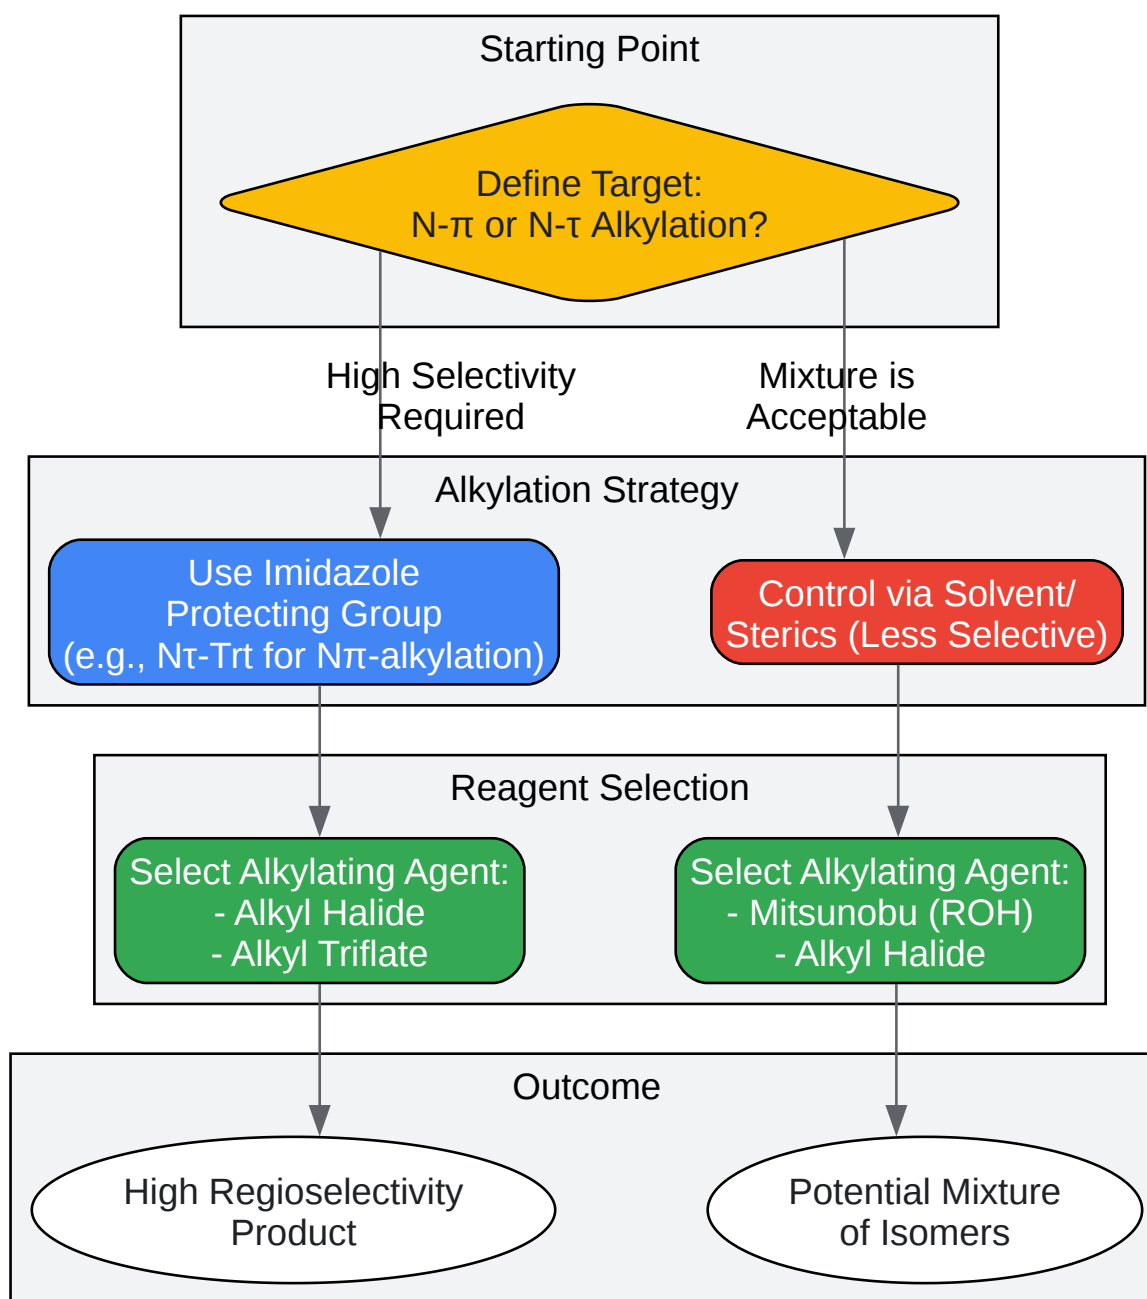 Starting Point
Define Target:
N-π or N-τ Alkylation?
High Selectivity
Required
Mixture is
Acceptable
Alkylation Strategy
Use Imidazole
Protecting Group
(e.g., Nτ-Trt for Nπ-alkylation)
Control via Solvent/
Sterics (Less Selective)
Reagent Selection
Select Alkylating Agent:
- Alkyl Halide
- Alkyl Triflate
Select Alkylating Agent:
- Mitsunobu (ROH)
- Alkyl Halide
Outcome
High Regioselectivity
Product
Potential Mixture
of Isomers